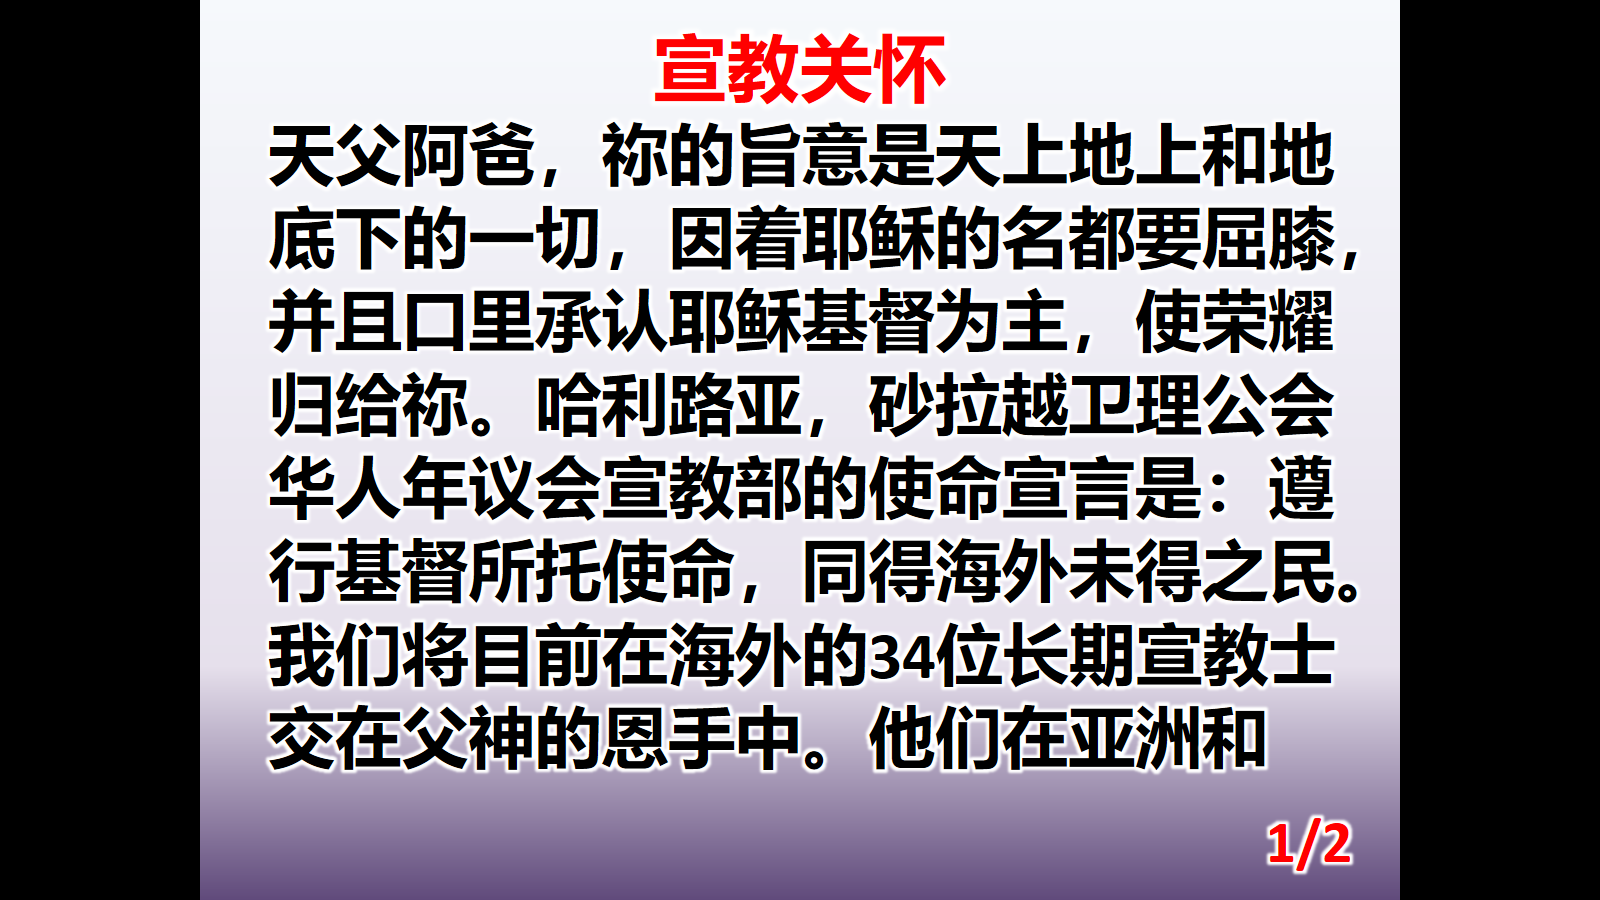 宣教关怀
天父阿爸，祢的旨意是天上地上和地
底下的一切，因着耶稣的名都要屈膝，
并且口里承认耶稣基督为主，使荣耀
归给祢。哈利路亚，砂拉越卫理公会
华人年议会宣教部的使命宣言是：遵
行基督所托使命，同得海外未得之民。
我们将目前在海外的34位长期宣教士
交在父神的恩手中。他们在亚洲和
1/2